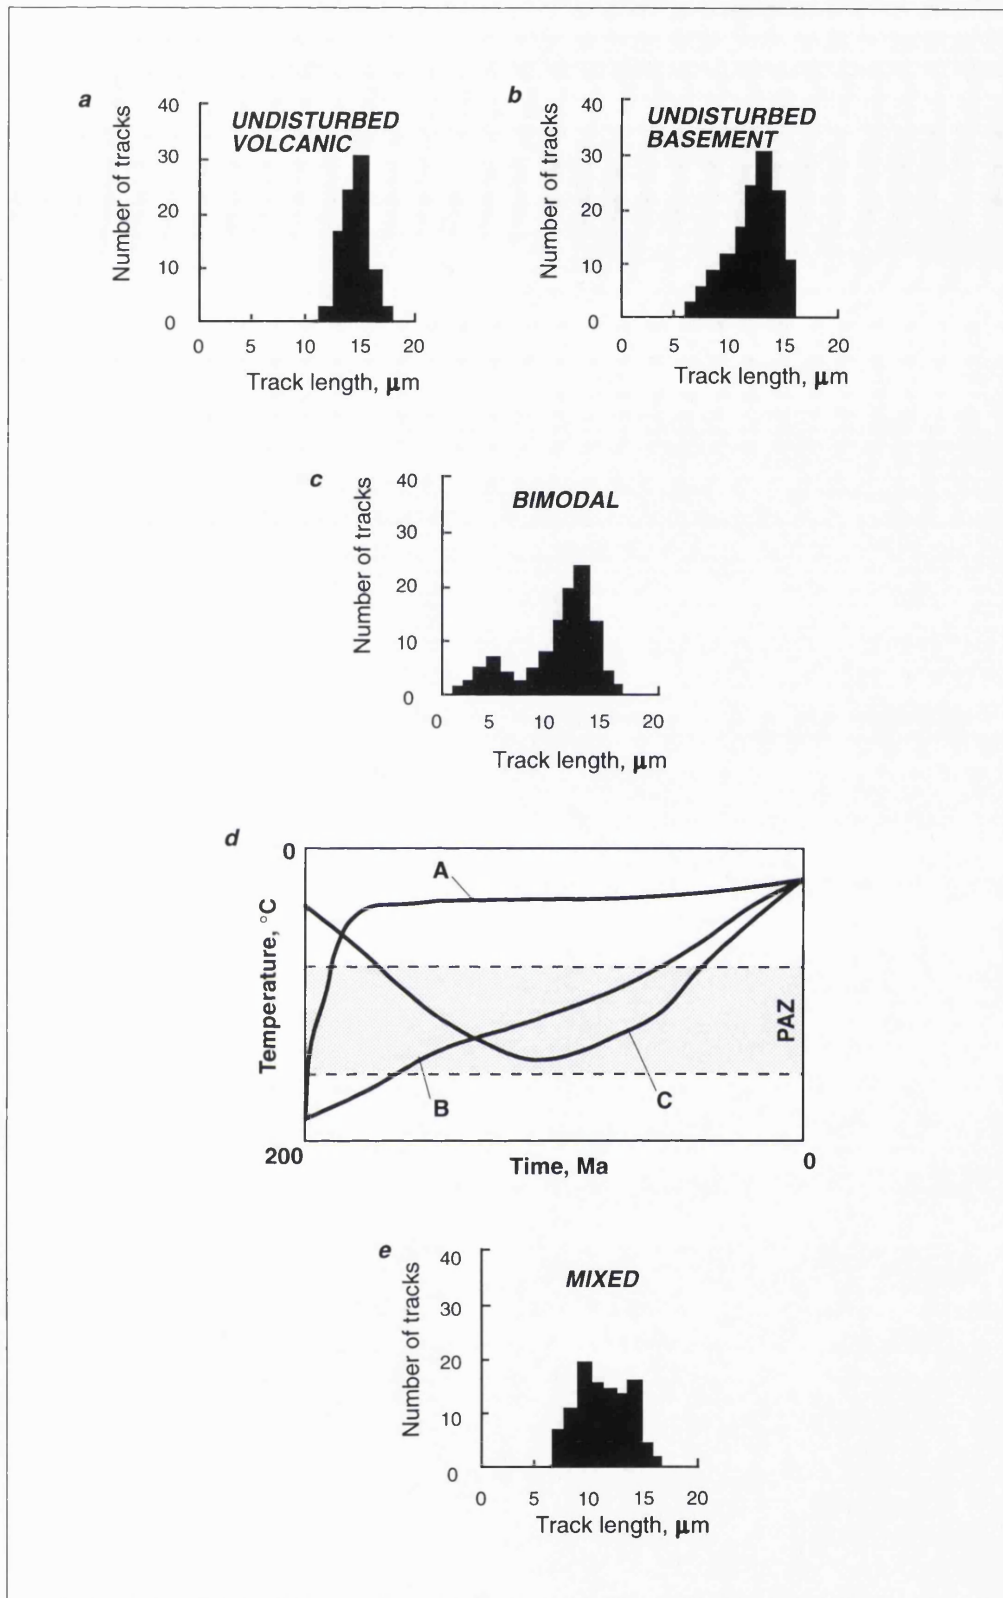 a
40
30
20
10
0
UNDISTURBED
VOLCANIC
Number of tracks
0 5 10 15 20
Track length, μm
b
40
30
20
10
0
UNDISTURBED
BASEMENT
Number of tracks
0 5 10 15 20
Track length, μm
c
40
30
20
10
0
BIMODAL
Number of tracks
0 5 10 15 20
Track length, μm
d
0
Temperature, °C
A
B
C
PAZ
200
Time, Ma
0
e
40
30
20
10
0
MIXED
Number of tracks
0 5 10 15 20
Track length, μm